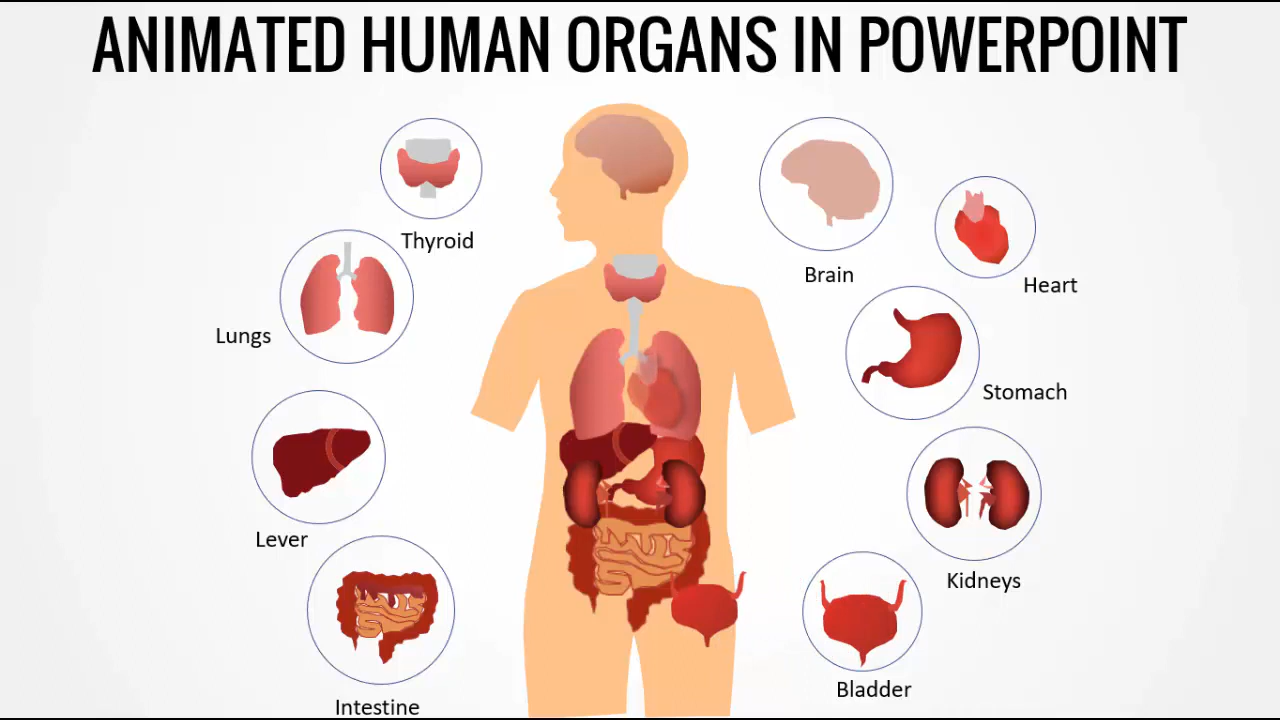 ANIMATED HUMAN ORGANS IN POWERPOINT
Thyroid
Brain
Heart
Lungs
Stomach
Lever
Kidneys
Intestine
Bladder